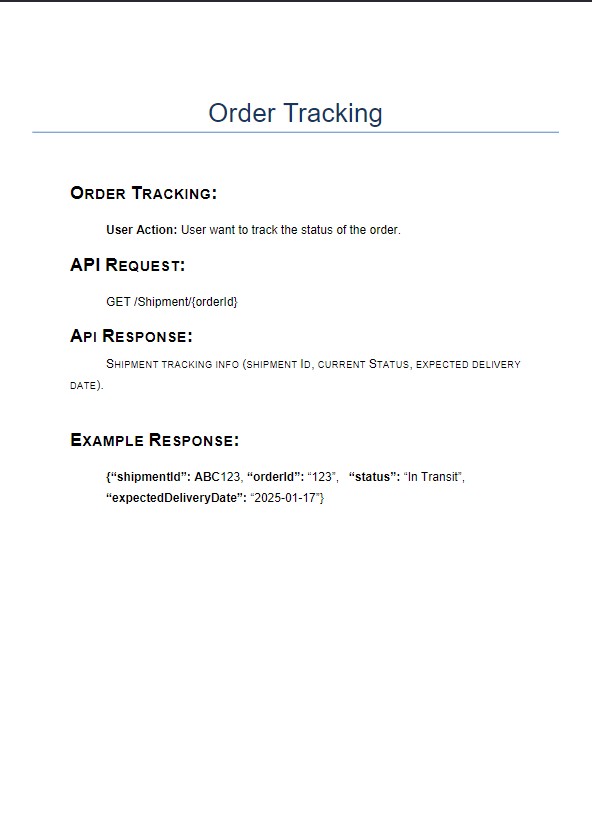 Order Tracking
Order Tracking:
User Action: User want to track the status of the order.
API Request:
GET /Shipment/{orderId}
Api Response:
Shipment tracking info (shipment Id, current Status, expected delivery
date).
Example Response:
{“shipmentId”: ABC123, “orderId”: “123”,   “status”: “In Transit”,
“expectedDeliveryDate”: “2025-01-17”}